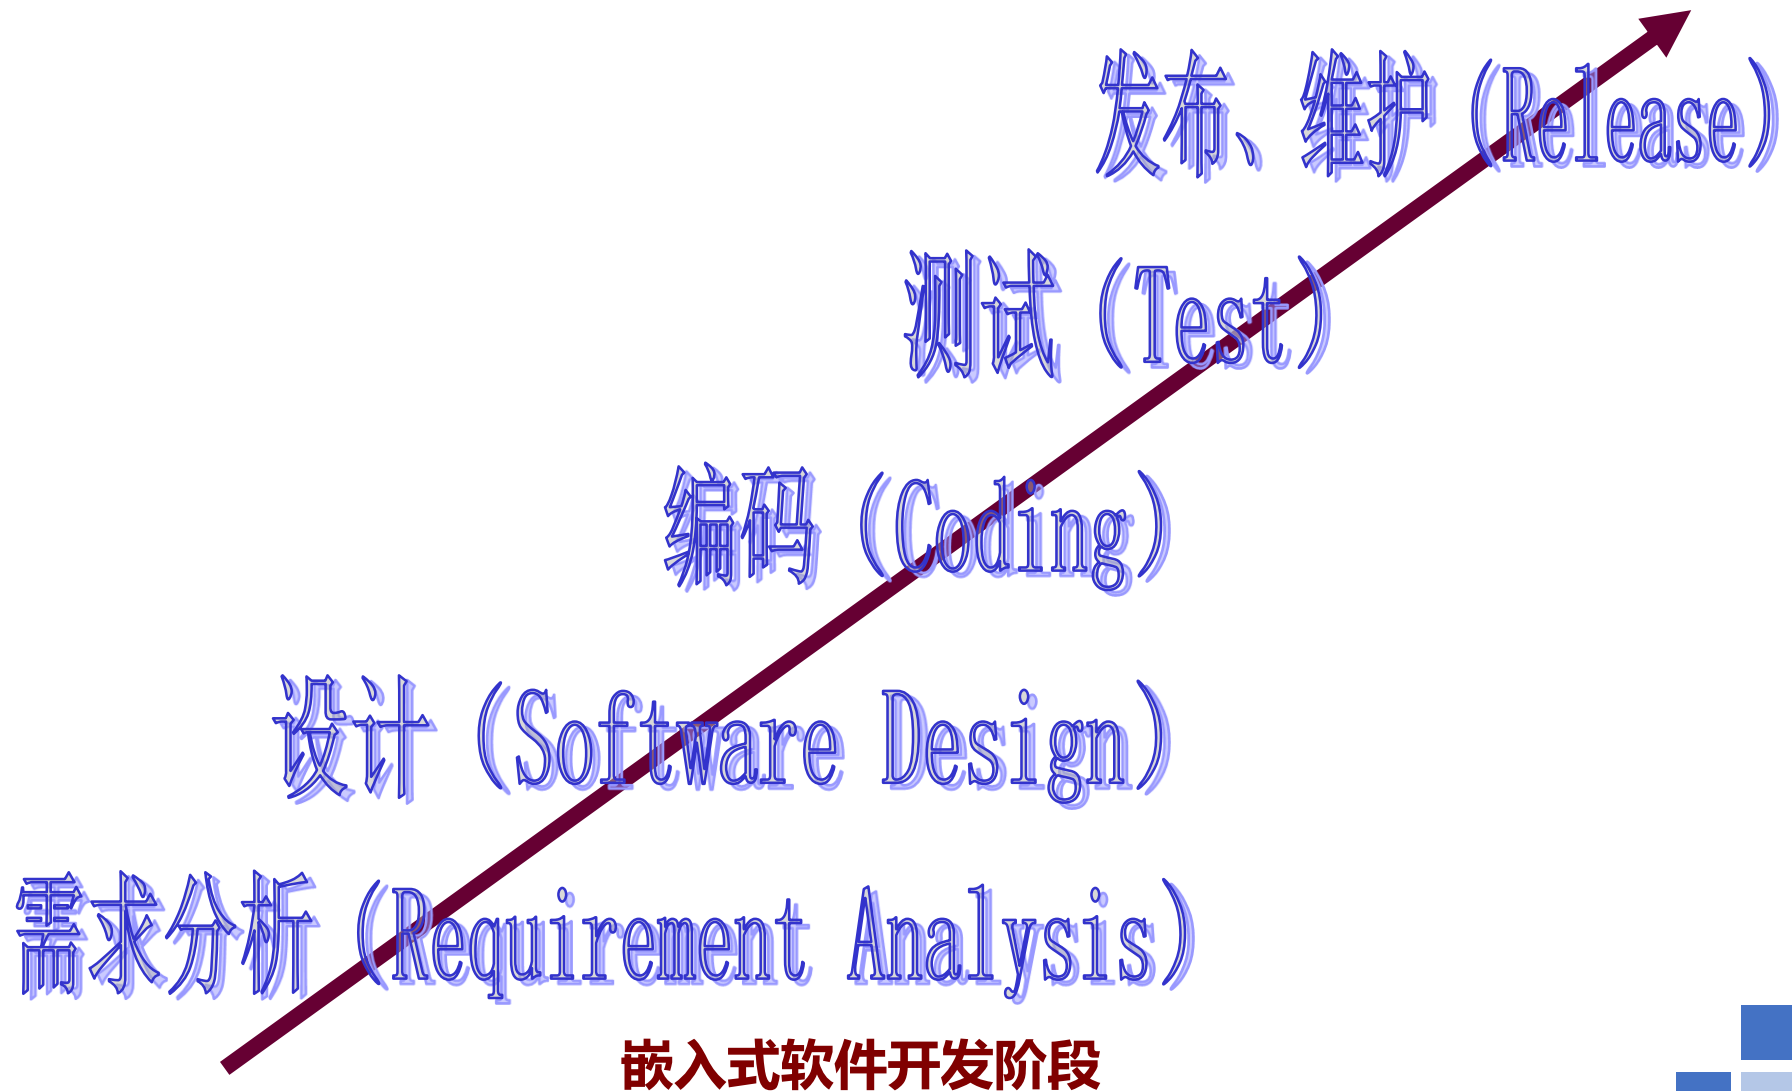 发布、维护（Release）
测试（Test）
编码（Coding）
设计（Software Design）
需求分析（Requirement Analysis）
嵌入式软件开发阶段